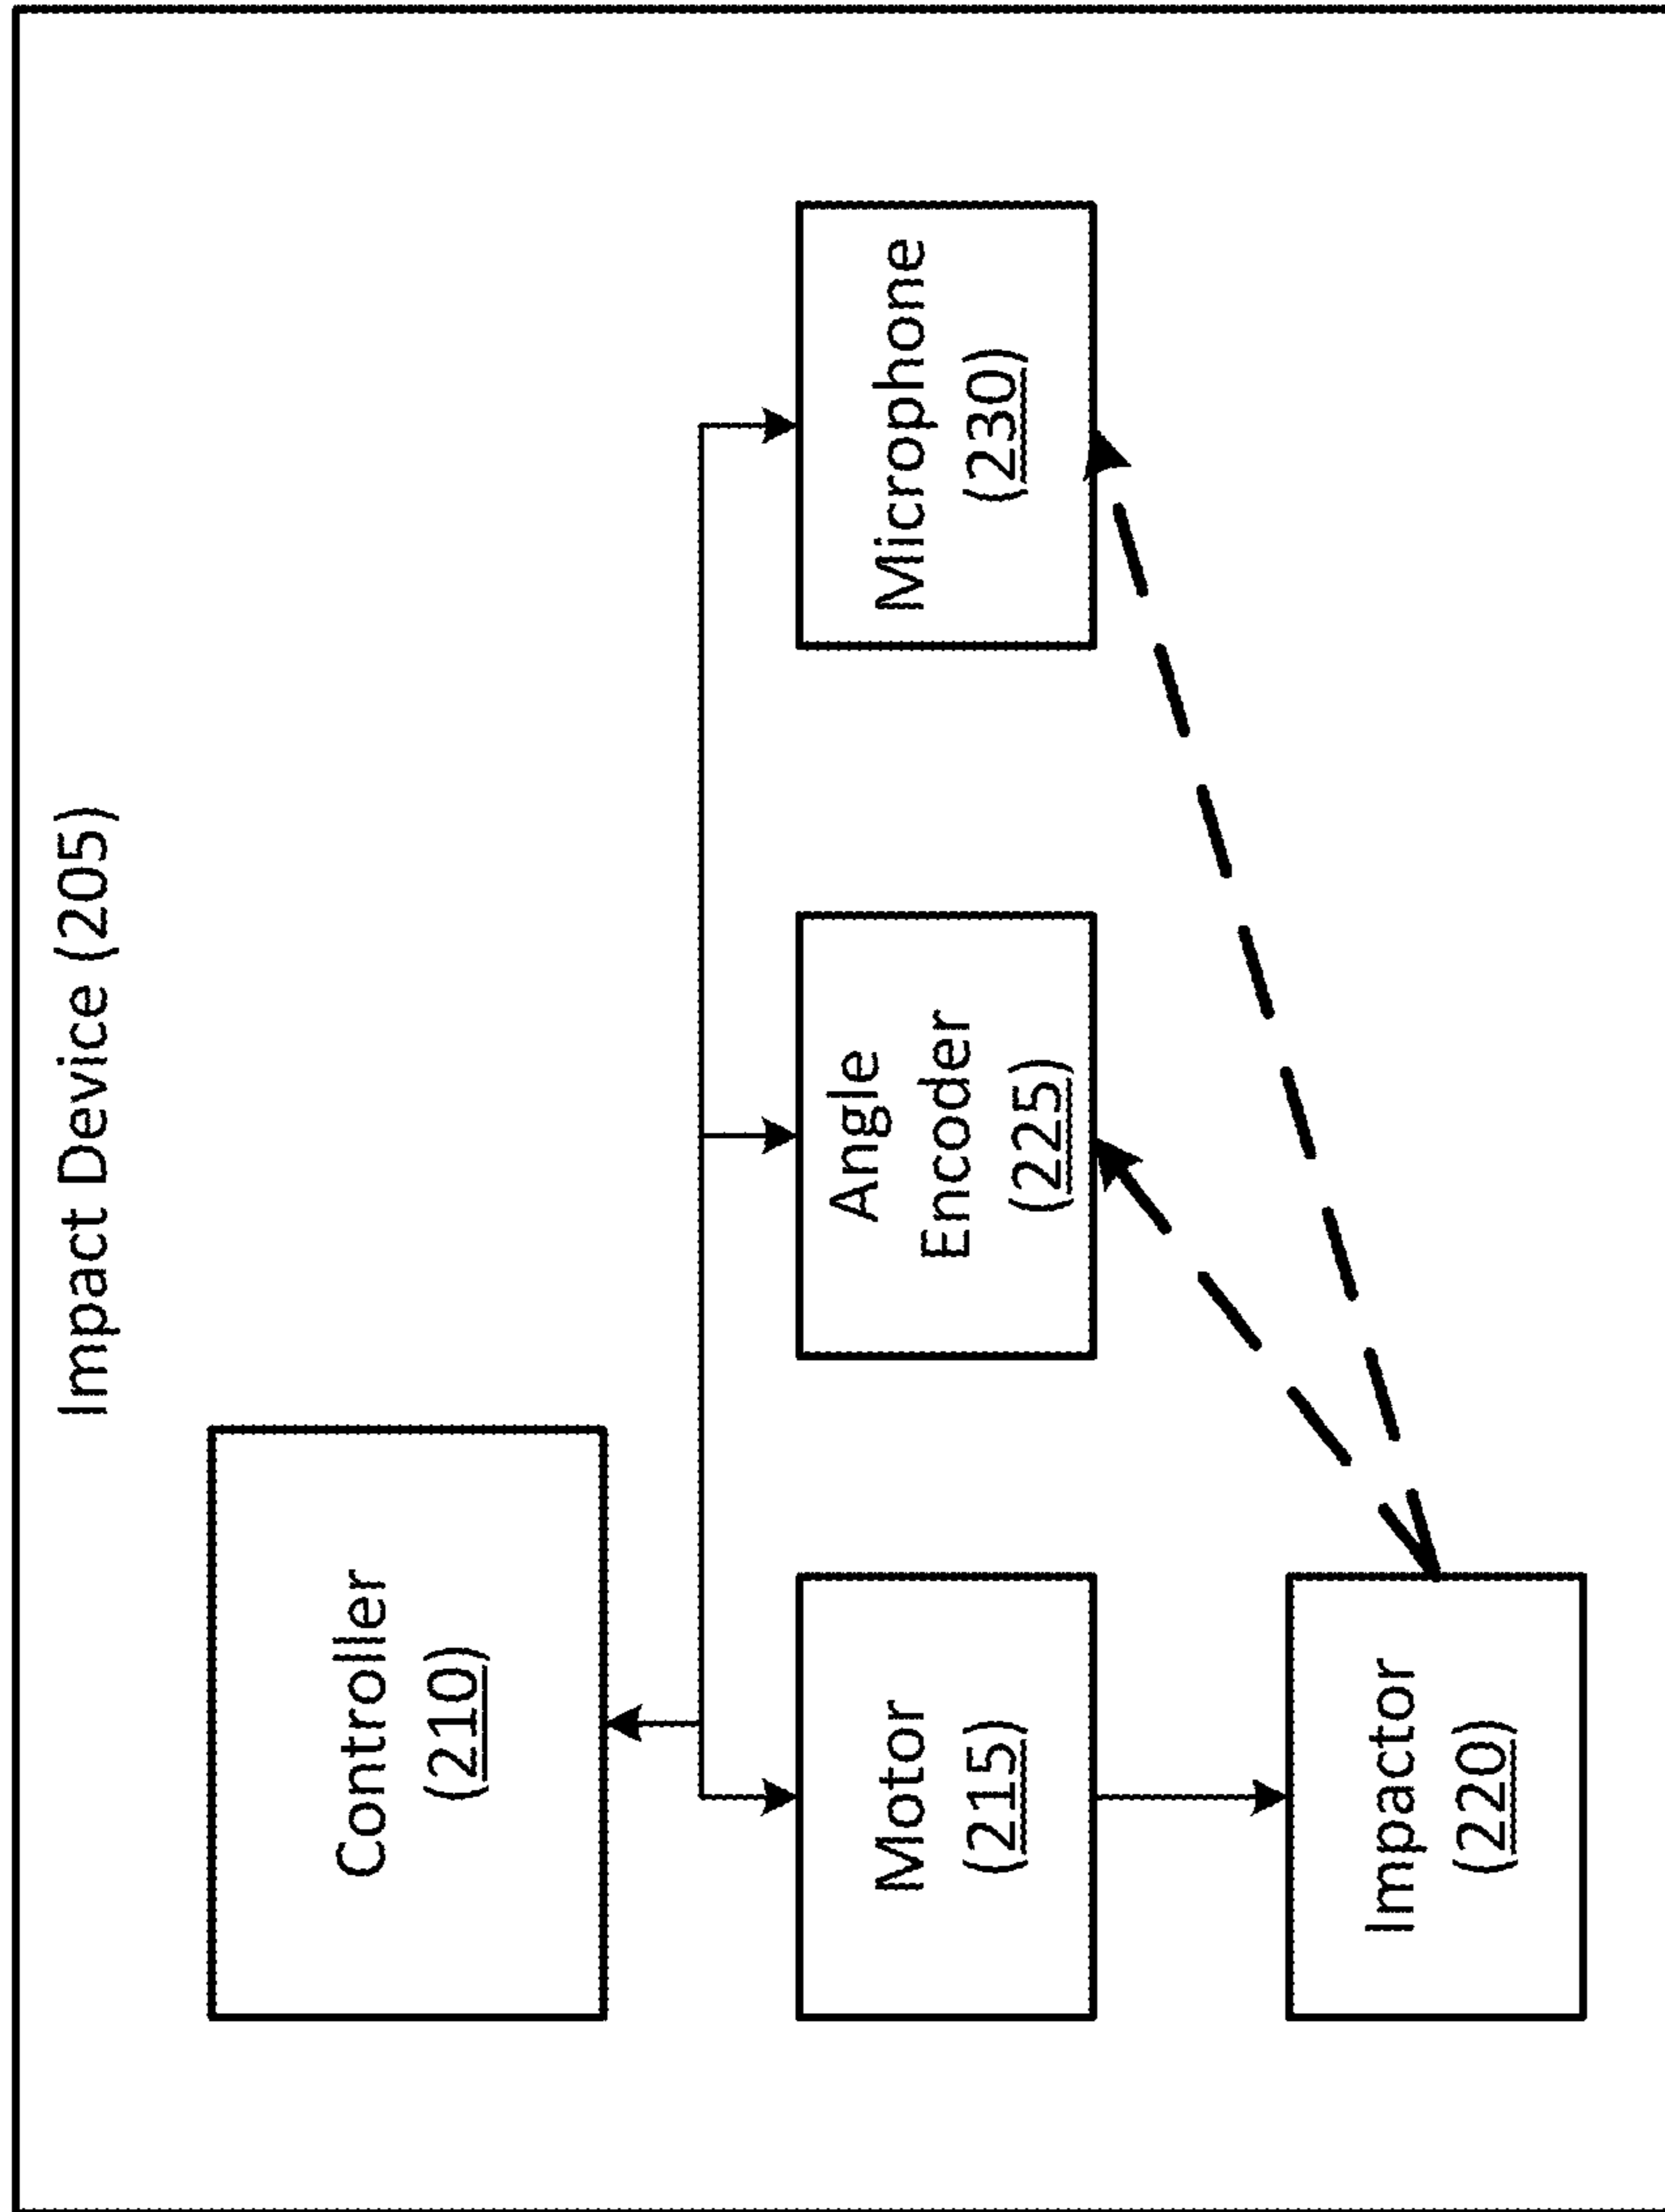 Impact Device (205)
Controller
(210)
Motor
(215)
Angle
Encoder
(225)
Microphone
(230)
Impactor
(220)